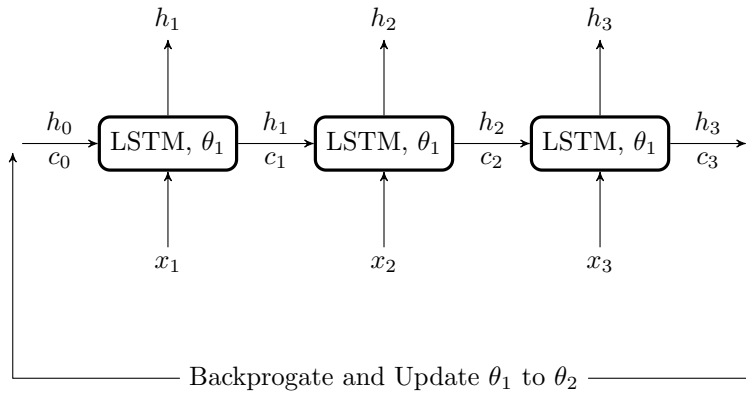 h₁ h₂ h₃
h₀ h₁ h₂ h₃
LSTM, θ₁ LSTM, θ₁ LSTM, θ₁
c₀ c₁ c₂ c₃
x₁ x₂ x₃
Backprogate and Update θ₁ to θ₂